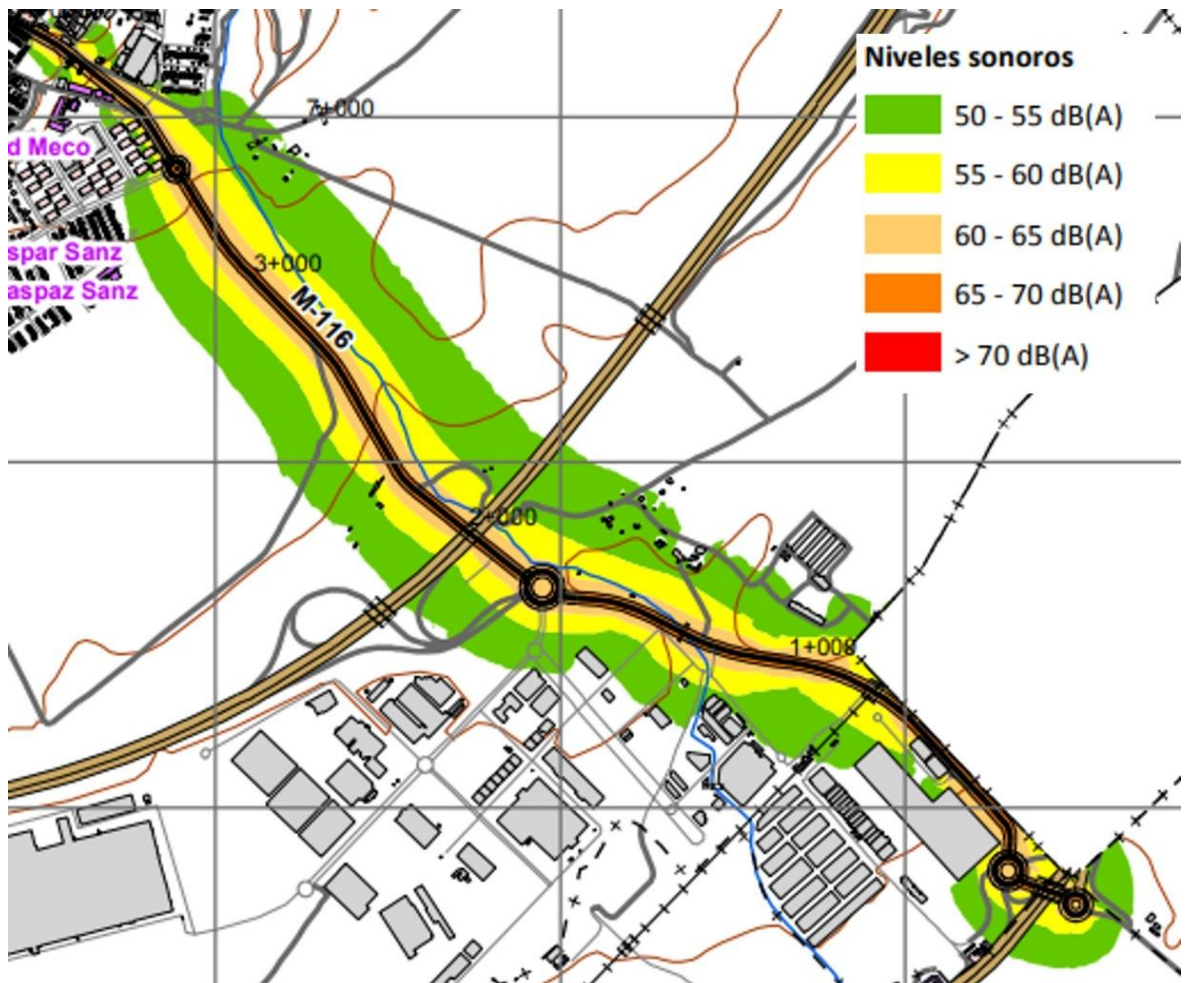 Niveles sonoros
50 - 55 dB(A)
55 - 60 dB(A)
60 - 65 dB(A)
65 - 70 dB(A)
> 70 dB(A)
7+000
d Meco
spar Sanz
aspaz Sanz
3+000
M-116
2+000
1+008